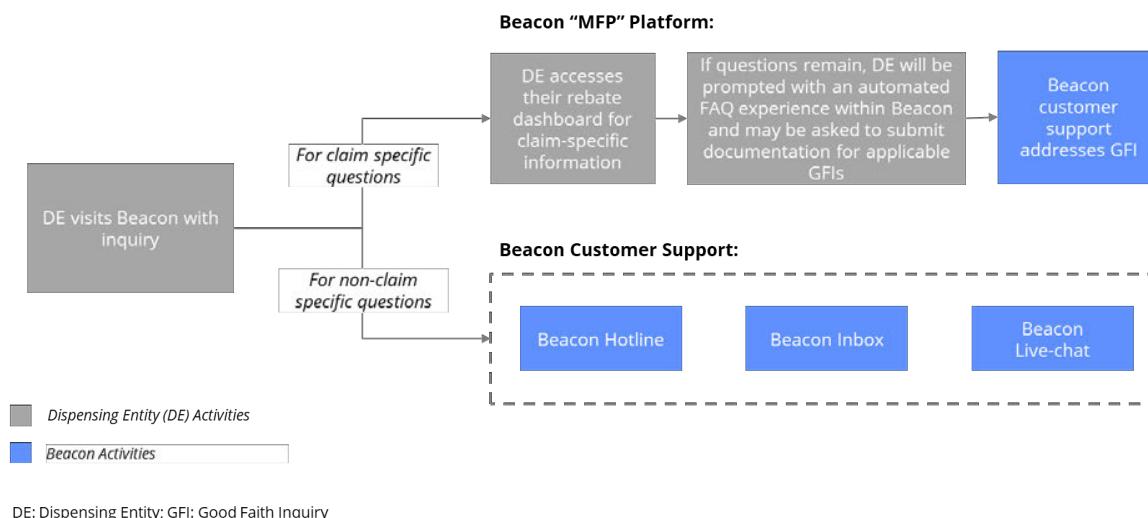 Beacon “MFP” Platform:
DE accesses
their rebate
dashboard for
claim-specific
information
If questions remain, DE will be
prompted with an automated
FAQ experience within Beacon
and may be asked to submit
documentation for applicable
GFIs
Beacon
customer
support
addresses GFI
For claim specific
questions
DE visits Beacon with
inquiry
Beacon Customer Support:
For non-claim
specific questions
Beacon Hotline
Beacon Inbox
Beacon
Live-chat
Dispensing Entity (DE) Activities
Beacon Activities
DE: Dispensing Entity; GFI: Good Faith Inquiry